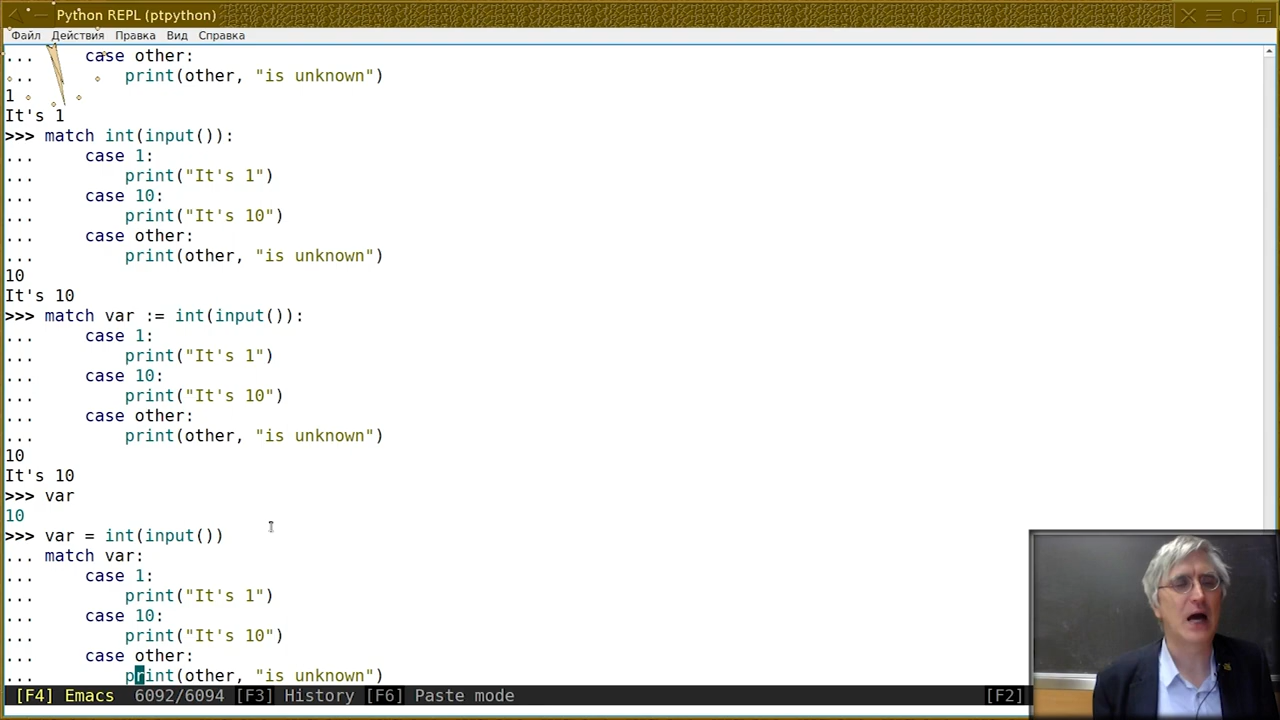 Python REPL (ptpython)
Файл Действия Правка Вид Справка
...     case other:
...         print(other, "is unknown")
1
It's 1
>>> match int(input()):
...     case 1:
...         print("It's 1")
...     case 10:
...         print("It's 10")
...     case other:
...         print(other, "is unknown")
10
It's 10
>>> match var := int(input()):
...     case 1:
...         print("It's 1")
...     case 10:
...         print("It's 10")
...     case other:
...         print(other, "is unknown")
10
It's 10
>>> var
10
>>> var = int(input())
... match var:
...     case 1:
...         print("It's 1")
...     case 10:
...         print("It's 10")
...     case other:
...         print(other, "is unknown")
[F4] Emacs 6092/6094 [F3] History [F6] Paste mode [F2]